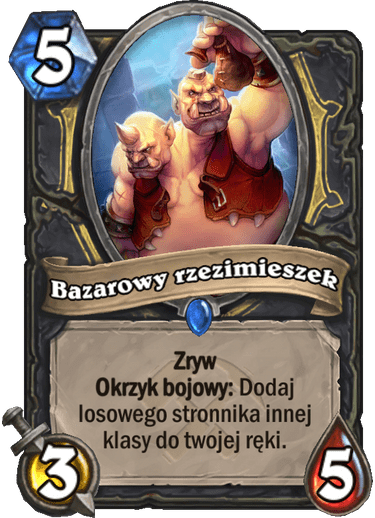 5
Bazarowy rzezimieszek
Zryw
Okrzyk bojowy: Dodaj
losowego stronnika innej
klasy do twojej ręki.
3
5